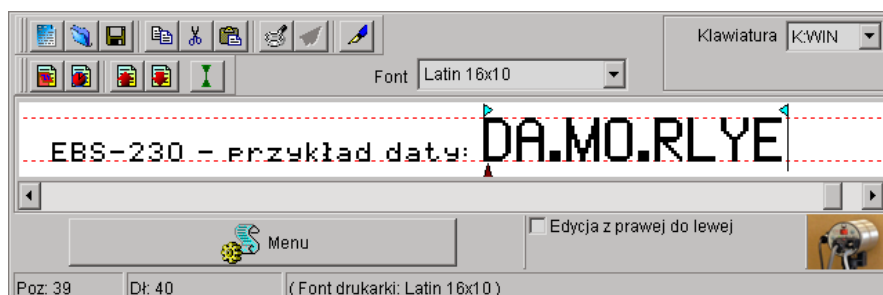 Klawiatura K:WIN
Font Latin 16x10
EBS-230 - przykład daty: DA.MO.RLYE
Menu
Edycja z prawej do lewej
Poz: 39 Dł: 40 ( Font drukarki: Latin 16x10 )